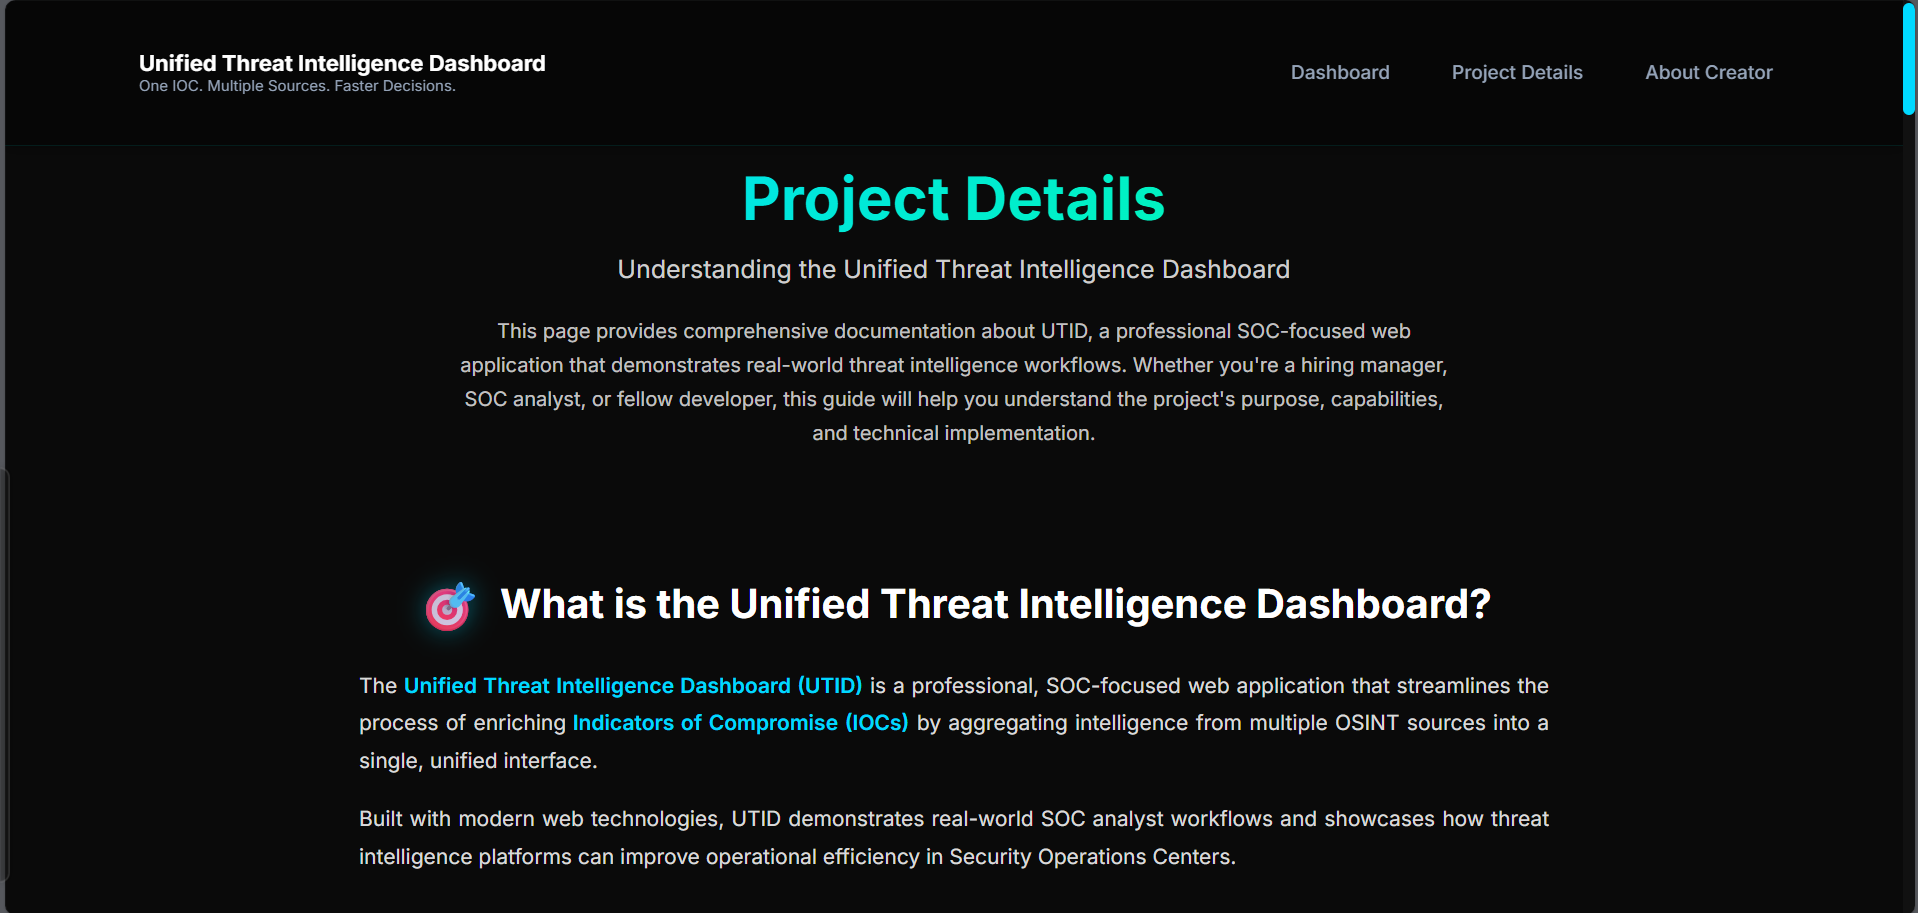 Unified Threat Intelligence Dashboard
One IOC. Multiple Sources. Faster Decisions.
Dashboard
Project Details
About Creator
Project Details
Understanding the Unified Threat Intelligence Dashboard
This page provides comprehensive documentation about UTID, a professional SOC-focused web
application that demonstrates real-world threat intelligence workflows. Whether you're a hiring manager,
SOC analyst, or fellow developer, this guide will help you understand the project's purpose, capabilities,
and technical implementation.
What is the Unified Threat Intelligence Dashboard?
The Unified Threat Intelligence Dashboard (UTID) is a professional, SOC-focused web application that streamlines the
process of enriching Indicators of Compromise (IOCs) by aggregating intelligence from multiple OSINT sources into a
single, unified interface.
Built with modern web technologies, UTID demonstrates real-world SOC analyst workflows and showcases how threat
intelligence platforms can improve operational efficiency in Security Operations Centers.